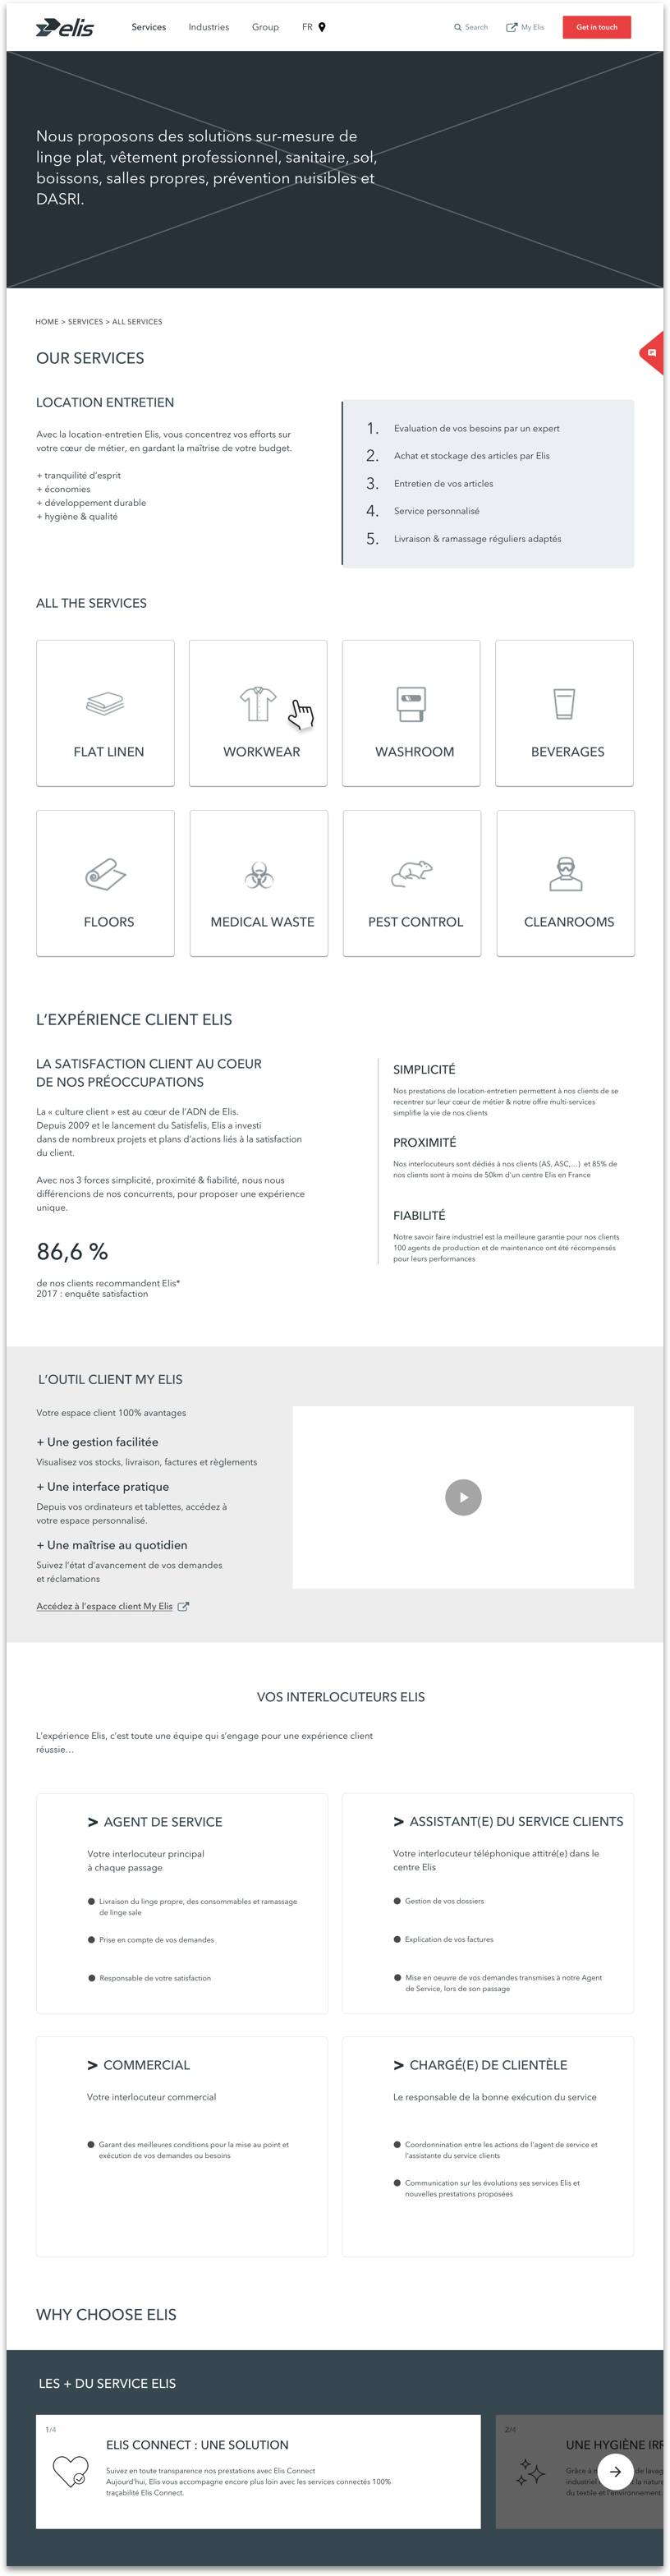 elis
Services
Industries
Group
FR
Search
My Elis
Get in touch
Nous proposons des solutions sur-mesure de
linge plat, vêtement professionnel, sanitaire, sol,
boissons, salles propres, prévention nuisibles et
DASRI.
HOME > SERVICES > ALL SERVICES
OUR SERVICES
LOCATION ENTRETIEN
Avec la location-entretien Elis, vous concentrez vos efforts sur
votre cœur de métier, en gardant la maîtrise de votre budget.
+ tranquilité d'esprit
+ économies
+ développement durable
+ hygiène & qualité
1. Evaluation de vos besoins par un expert
2. Achat et stockage des articles par Elis
3. Entretien de vos articles
4. Service personnalisé
5. Livraison & ramassage réguliers adaptés
ALL THE SERVICES
FLAT LINEN
WORKWEAR
WASHROOM
BEVERAGES
FLOORS
MEDICAL WASTE
PEST CONTROL
CLEANROOMS
L'EXPÉRIENCE CLIENT ELIS
LA SATISFACTION CLIENT AU COEUR
DE NOS PRÉOCCUPATIONS
La « culture client » est au cœur de l'ADN de Elis.
Depuis 2009 et le lancement du Satisfelis, Elis a investi
dans de nombreux projets et plans d'actions liés à la satisfaction
du client.
Avec nos 3 forces simplicité, proximité & fiabilité, nous nous
différencions de nos concurrents, pour proposer une expérience
unique.
86,6 %
de nos clients recommandent Elis*
2017 : enquête satisfaction
SIMPLICITÉ
Nos prestations de location-entretien permettent à nos clients de se
recentrer sur leur cœur de métier & notre offre multi-services
simplifie la vie de nos clients
PROXIMITÉ
Nos interlocuteurs sont dédiés à nos clients (AS, ASC,...) et 85% de
nos clients sont à moins de 50km d'un centre Elis en France
FIABILITÉ
Notre savoir faire industriel est la meilleure garantie pour nos clients
100 agents de production et de maintenance ont été récompensés
pour leurs performances
L'OUTIL CLIENT MY ELIS
Votre espace client 100% avantages
+ Une gestion facilitée
Visualisez vos stocks, livraison, factures et règlements
+ Une interface pratique
Depuis vos ordinateurs et tablettes, accédez à
votre espace personnalisé.
+ Une maîtrise au quotidien
Suivez l'état d'avancement de vos demandes
et réclamations
Accédez à l'espace client My Elis
VOS INTERLOCUTEURS ELIS
L'expérience Elis, c'est toute une équipe qui s'engage pour une expérience client
réussie...
> AGENT DE SERVICE
Votre interlocuteur principal
à chaque passage
● Livraison du linge propre, des consommables et ramassage
de linge sale
● Prise en compte de vos demandes
● Responsable de votre satisfaction
> ASSISTANT(E) DU SERVICE CLIENTS
Votre interlocuteur téléphonique attitré(e) dans le
centre Elis
● Gestion de vos dossiers
● Explication de vos factures
● Mise en oeuvre de vos demandes transmises à notre Agent
de Service, lors de son passage
> COMMERCIAL
Votre interlocuteur commercial
● Garant des meilleures conditions pour la mise au point et
exécution de vos demandes ou besoins
> CHARGÉ(E) DE CLIENTÈLE
Le responsable de la bonne exécution du service
● Coordonnination entre les actions de l'agent de service et
l'assistante du service clients
● Communication sur les évolutions ses services Elis et
nouvelles prestations proposées
WHY CHOOSE ELIS
LES + DU SERVICE ELIS
1/4
ELIS CONNECT : UNE SOLUTION
Suivez en toute transparence nos prestations avec Elis Connect
Aujourd'hui, Elis vous accompagne encore plus loin avec les services connectés 100%
traçabilité Elis Connect.
2/4
UNE HYGIÈNE IRR
Grâce à n de lavag
industriel la nature
du textile et l'environnement.